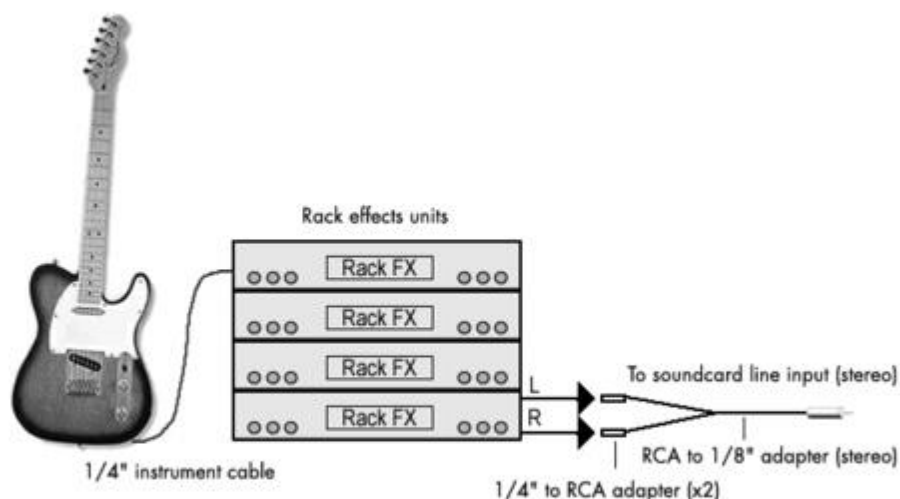 Rack effects units
Rack FX
Rack FX
Rack FX
Rack FX
L
R
To soundcard line input (stereo)
RCA to 1/8" adapter (stereo)
1/4" instrument cable
1/4" to RCA adapter (x2)